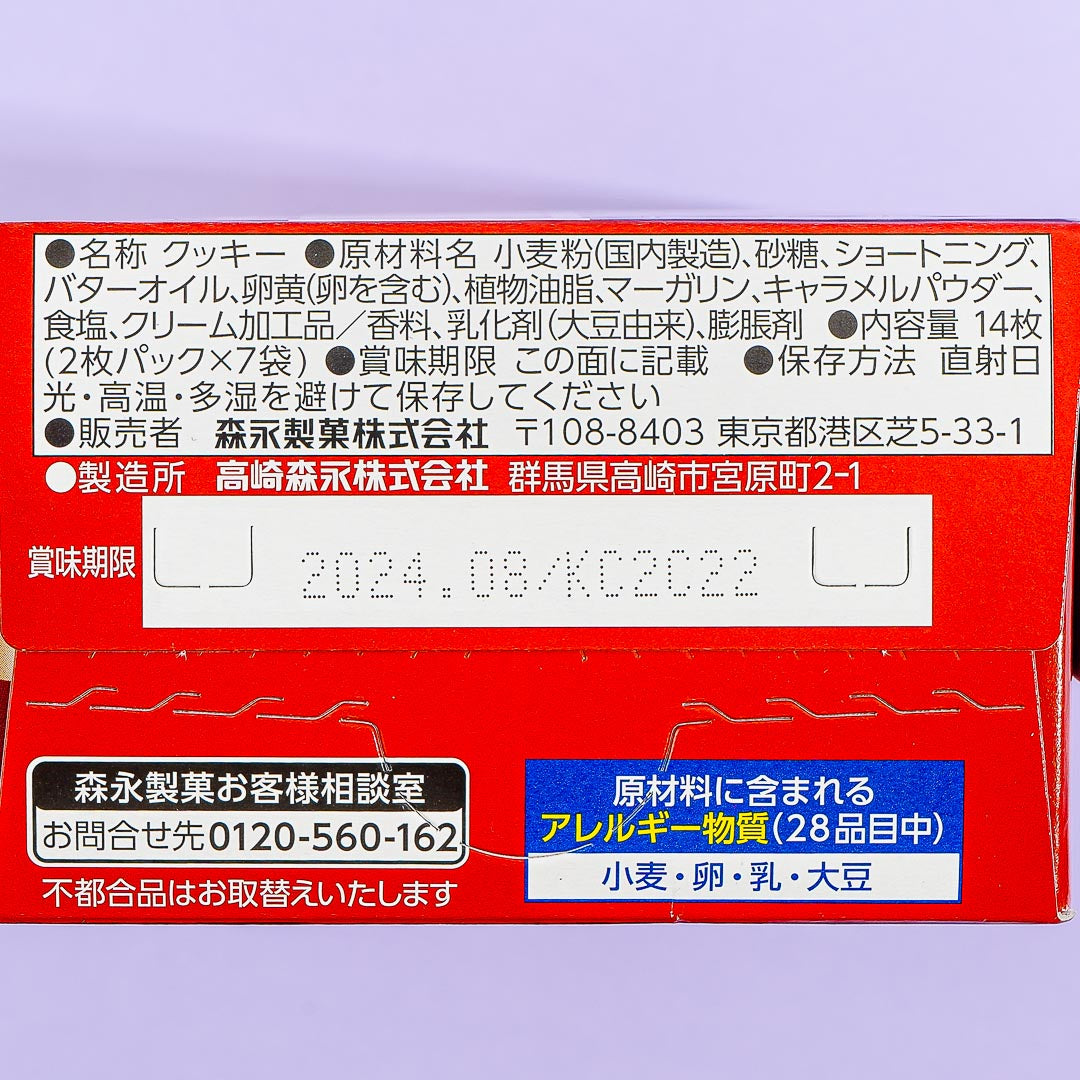 ●名称 クッキー ●原材料名 小麦粉(国内製造)、砂糖、ショートニング、
バターオイル、卵黄(卵を含む)、植物油脂、マーガリン、キャラメルパウダー、
食塩、クリーム加工品／香料、乳化剤(大豆由来)、膨脹剤 ●内容量 14枚
(2枚パック×7袋) ●賞味期限 この面に記載 ●保存方法 直射日
光・高温・多湿を避けて保存してください
●販売者 森永製菓株式会社 〒108-8403 東京都港区芝5-33-1
●製造所 高崎森永株式会社 群馬県高崎市宮原町2-1
賞味期限 2024.08/KC2C22
森永製菓お客様相談室
お問合せ先0120-560-162
不都合品はお取替えいたします
原材料に含まれる
アレルギー物質(28品目中)
小麦・卵・乳・大豆